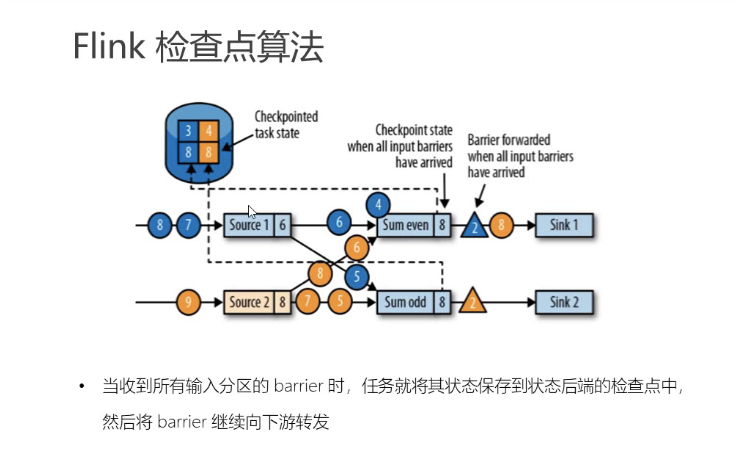 Flink 检查点算法
Checkpointed
task state
3 4
8 8
Checkpoint state
when all input barriers
have arrived
Barrier forwarded
when all input barriers
have arrived
4
8 7 Source 1 6 6 Sum even 8 2 8 Sink 1
6
8 5
9 Source 2 8 7 5 Sum odd 8 2 Sink 2
• 当收到所有输入分区的 barrier 时，任务就将其状态保存到状态后端的检查点中，
然后将 barrier 继续向下游转发